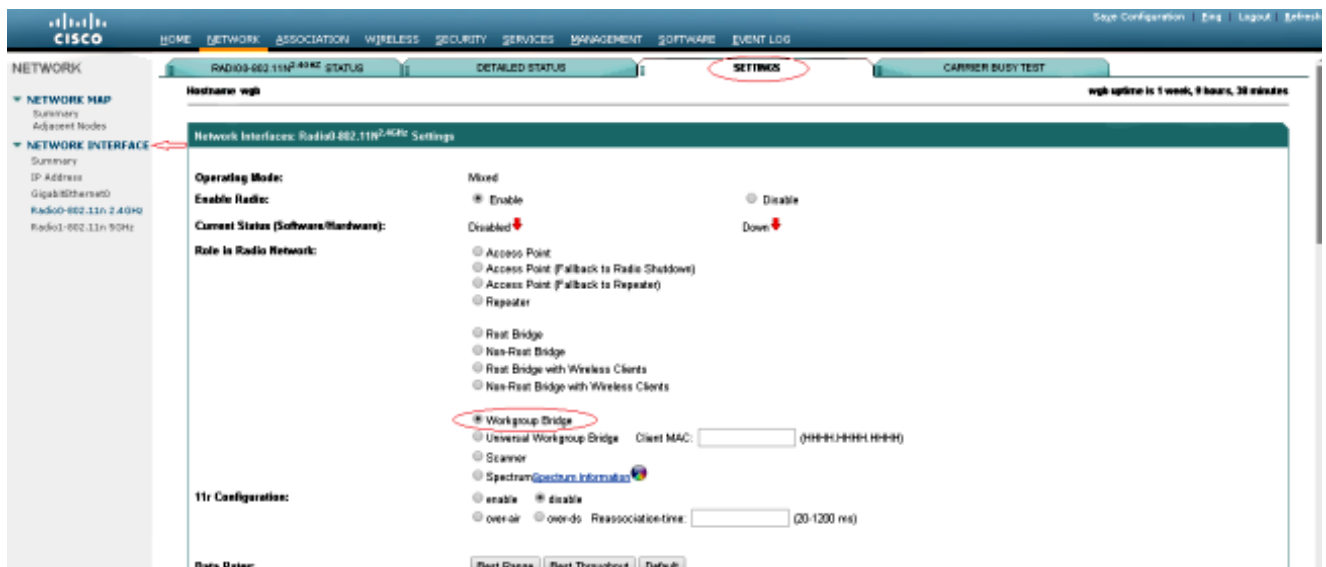 Save Configuration | Ping | Logout | Refresh
CISCO
HOME NETWORK ASSOCIATION WIRELESS SECURITY SERVICES MANAGEMENT SOFTWARE EVENT LOG
NETWORK
RADIO0-802.11N2.4GHZ STATUS
DETAILED STATUS
SETTINGS
CARRIER BUSY TEST
Hostname wgb
wgb uptime is 1 week, 9 hours, 38 minutes
NETWORK MAP
Summary
Adjacent Nodes
NETWORK INTERFACE
Summary
IP Address
GigabitEthernet0
Radio0-802.11n 2.4GHz
Radio1-802.11n 5GHz
Network Interfaces: Radio0-802.11N2.4GHz Settings
Operating Mode: Mixed
Enable Radio: Enable Disable
Current Status (Software/Hardware): Disabled Down
Role in Radio Network: Access Point
Access Point (Fallback to Radio Shutdown)
Access Point (Fallback to Repeater)
Repeater
Root Bridge
Non-Root Bridge
Root Bridge with Wireless Clients
Non-Root Bridge with Wireless Clients
Workgroup Bridge
Universal Workgroup Bridge Client MAC: (HHHH.HHHH.HHHH)
Scanner
Spectrum Spectrum Information
11r Configuration: enable disable
over-air over-ds Reassociation-time: (20-1200 ms)
Data Rates: Best Range Best Throughput Default